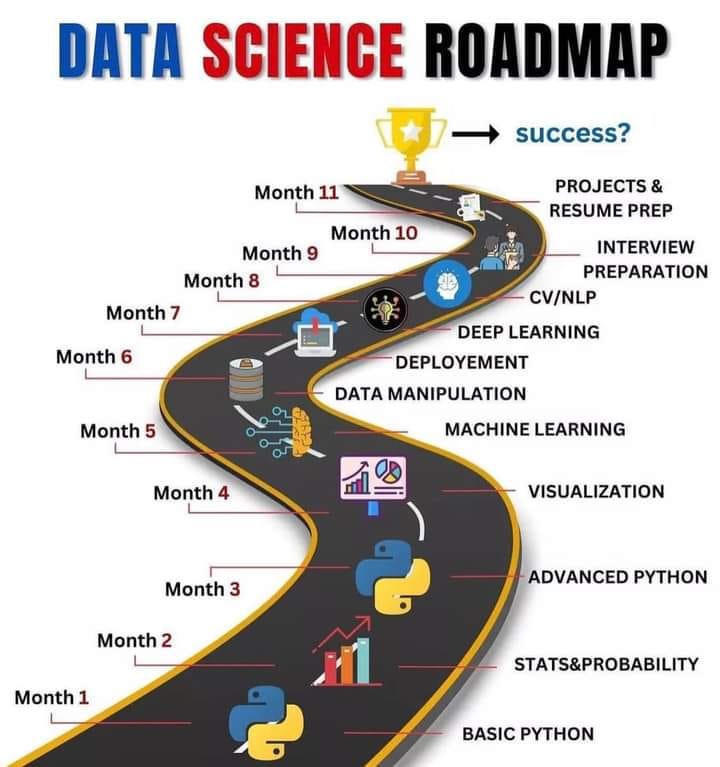 DATA SCIENCE ROADMAP
success?
Month 11
PROJECTS &
RESUME PREP
Month 10
INTERVIEW
PREPARATION
Month 9
CV/NLP
Month 8
DEEP LEARNING
Month 7
DEPLOYEMENT
Month 6
DATA MANIPULATION
Month 5
MACHINE LEARNING
Month 4
VISUALIZATION
Month 3
ADVANCED PYTHON
Month 2
STATS&PROBABILITY
Month 1
BASIC PYTHON